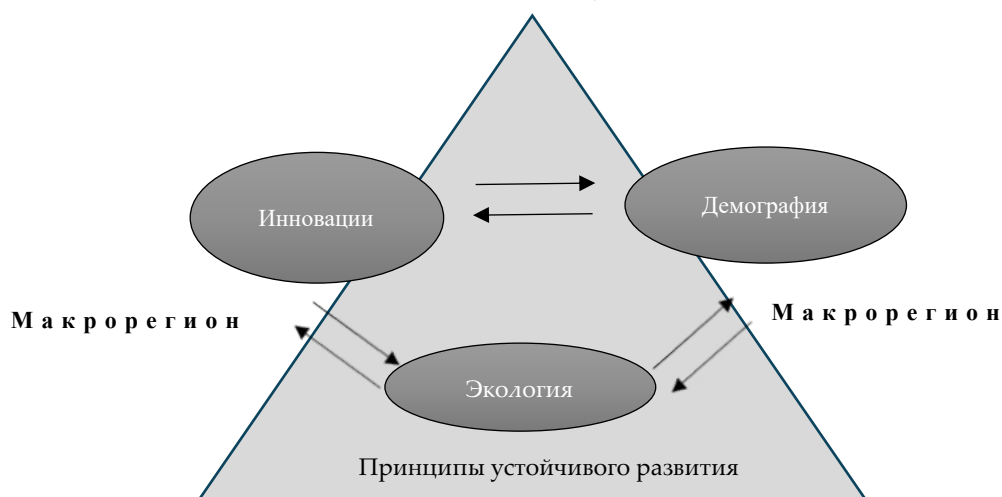 Инновации
Демография
Макрорегион
Макрорегион
Экология
Принципы устойчивого развития